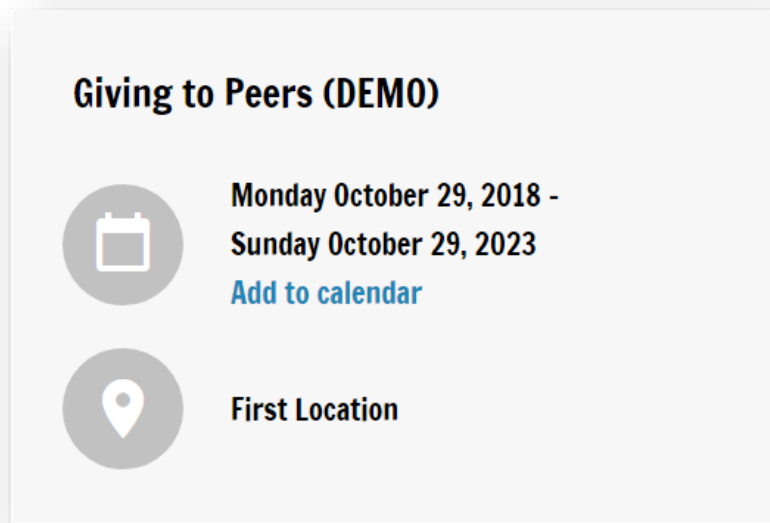 Giving to Peers (DEMO)
Monday October 29, 2018 -
Sunday October 29, 2023
Add to calendar
First Location